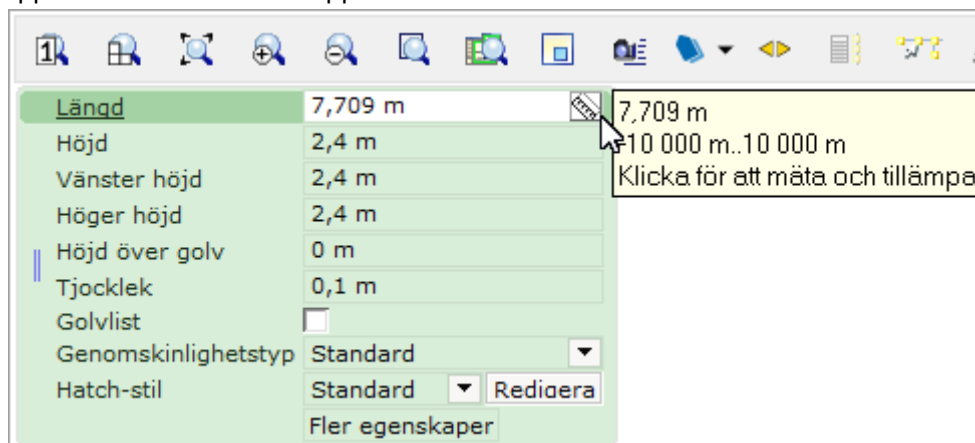 Längd 7,709 m
Höjd 2,4 m
Vänster höjd 2,4 m
Höger höjd 2,4 m
Höjd över golv 0 m
Tjocklek 0,1 m
Golvlist
Genomskinlighetstyp Standard
Hatch-stil Standard Redigera
Fler egenskaper
7,709 m
-10 000 m..10 000 m
Klicka för att mäta och tillämpa